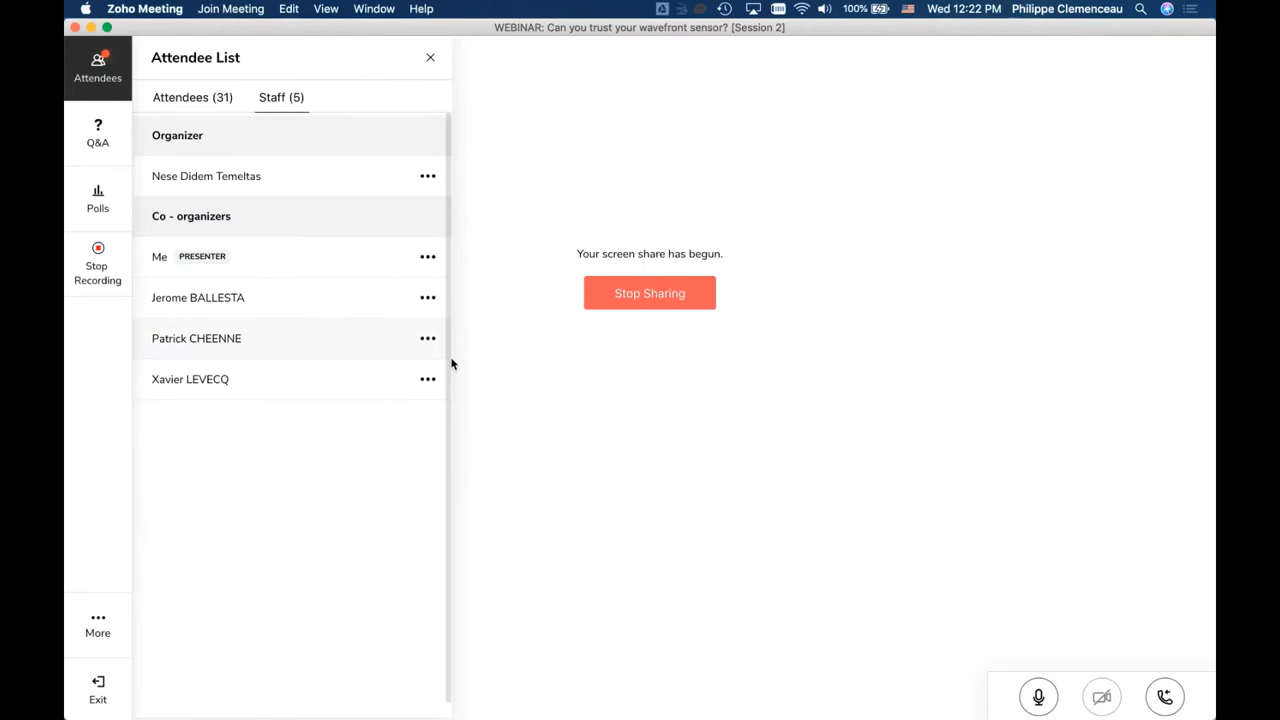 Zoho Meeting Join Meeting Edit View Window Help 100% Wed 12:22 PM Philippe Clemenceau
WEBINAR: Can you trust your wavefront sensor? [Session 2]
Attendees
Q&A
Polls
Stop
Recording
More
Exit
Attendee List
Attendees (31) Staff (5)
Organizer
Nese Didem Temeltas
Co - organizers
Me PRESENTER
Jerome BALLESTA
Patrick CHEENNE
Xavier LEVECQ
Your screen share has begun.
Stop Sharing